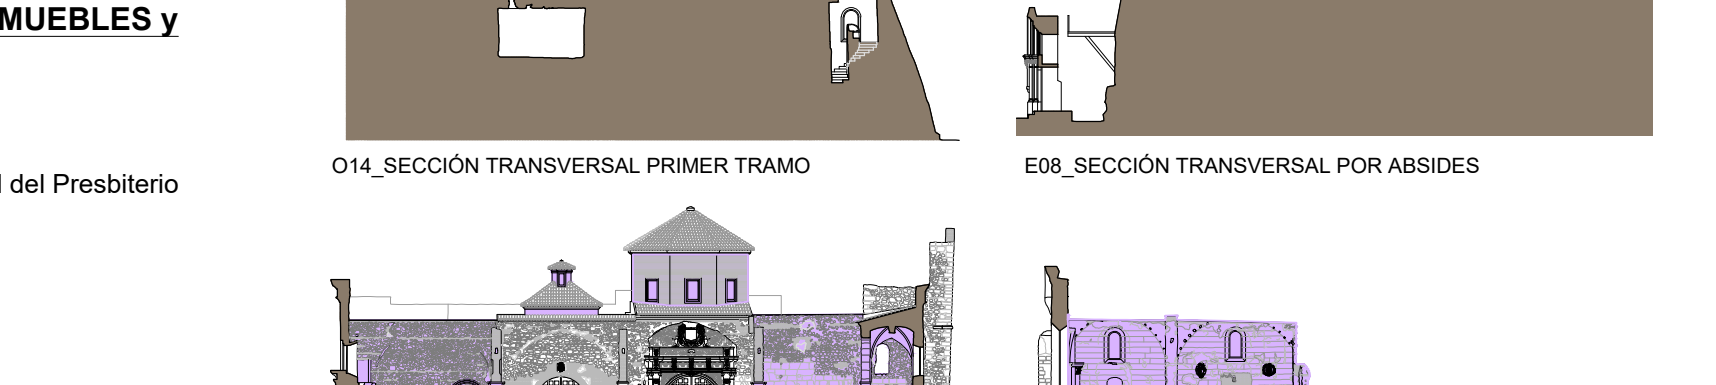 MUEBLES y
O14_SECCIÓN TRANSVERSAL PRIMER TRAMO
E08_SECCIÓN TRANSVERSAL POR ABSIDES
del Presbiterio